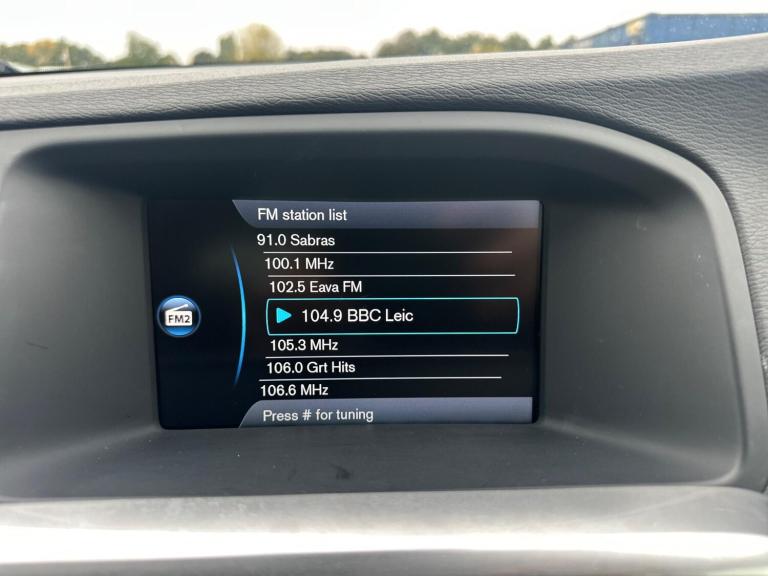 FM station list
91.0 Sabras
100.1 MHz
102.5 Eava FM
FM2
104.9 BBC Leic
105.3 MHz
106.0 Grt Hits
106.6 MHz
Press # for tuning